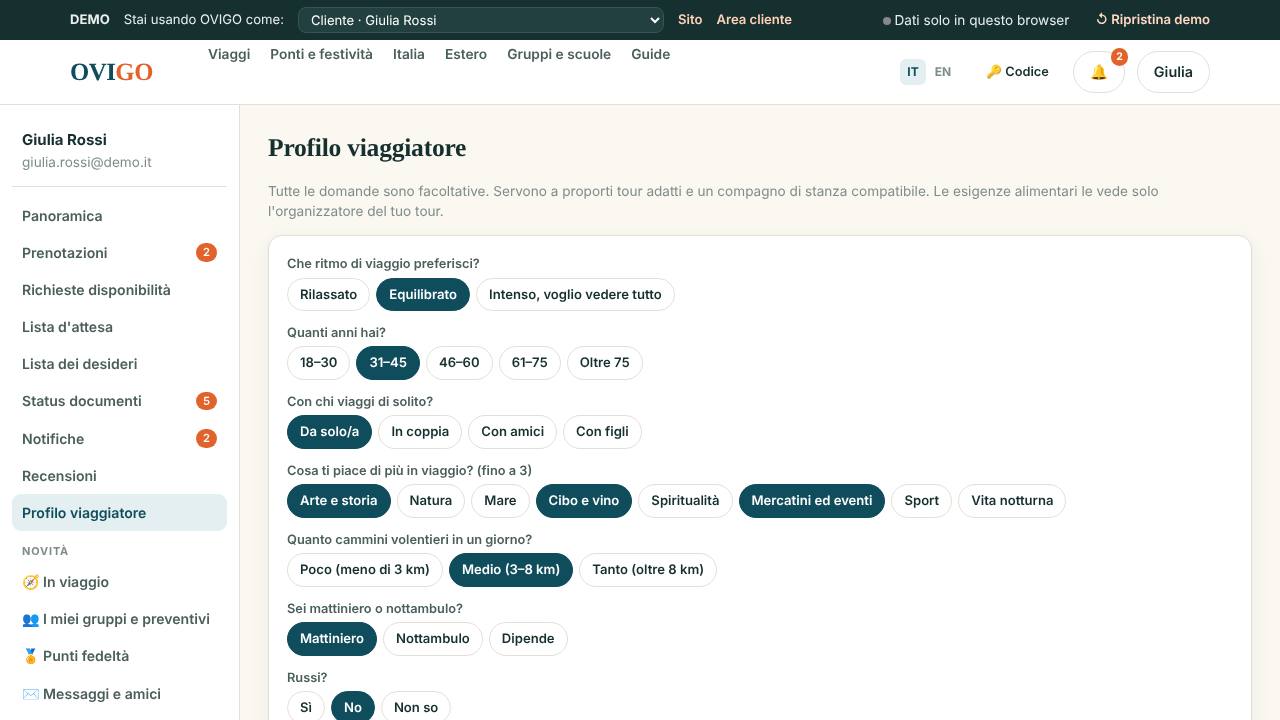 DEMO Stai usando OVIGO come: Cliente · Giulia Rossi Sito Area cliente Dati solo in questo browser Ripristina demo
OVIGO Viaggi Ponti e festività Italia Estero Gruppi e scuole Guide IT EN Codice 2 Giulia
Giulia Rossi
giulia.rossi@demo.it
Panoramica
Prenotazioni 2
Richieste disponibilità
Lista d'attesa
Lista dei desideri
Status documenti 5
Notifiche 2
Recensioni
Profilo viaggiatore
NOVITÀ
In viaggio
I miei gruppi e preventivi
Punti fedeltà
Messaggi e amici
Profilo viaggiatore
Tutte le domande sono facoltative. Servono a proporti tour adatti e un compagno di stanza compatibile. Le esigenze alimentari le vede solo
l'organizzatore del tuo tour.
Che ritmo di viaggio preferisci?
Rilassato Equilibrato Intenso, voglio vedere tutto
Quanti anni hai?
18–30 31–45 46–60 61–75 Oltre 75
Con chi viaggi di solito?
Da solo/a In coppia Con amici Con figli
Cosa ti piace di più in viaggio? (fino a 3)
Arte e storia Natura Mare Cibo e vino Spiritualità Mercatini ed eventi Sport Vita notturna
Quanto cammini volentieri in un giorno?
Poco (meno di 3 km) Medio (3–8 km) Tanto (oltre 8 km)
Sei mattiniero o nottambulo?
Mattiniero Nottambulo Dipende
Russi?
Sì No Non so